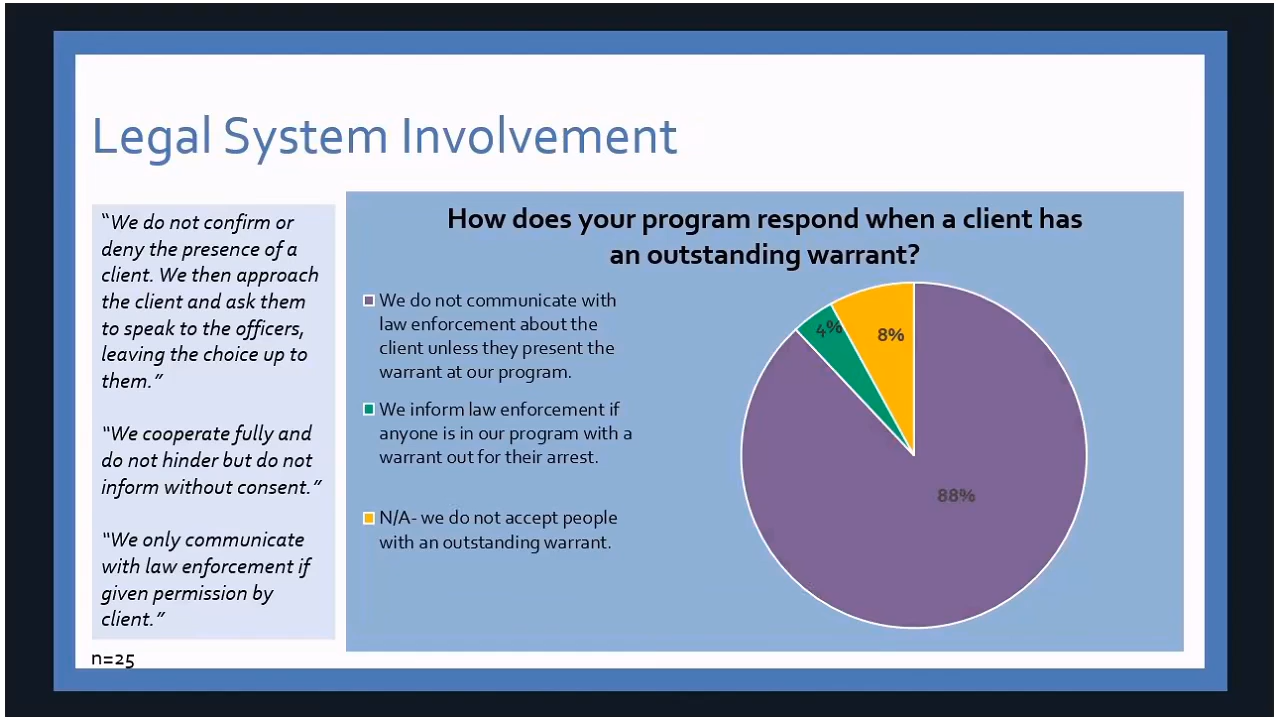 Legal System Involvement
“We do not confirm or
deny the presence of a
client. We then approach
the client and ask them
to speak to the officers,
leaving the choice up to
them.”
“We cooperate fully and
do not hinder but do not
inform without consent.”
“We only communicate
with law enforcement if
given permission by
client.”
n=25
How does your program respond when a client has
an outstanding warrant?
We do not communicate with
law enforcement about the
client unless they present the
warrant at our program.
We inform law enforcement if
anyone is in our program with a
warrant out for their arrest.
N/A- we do not accept people
with an outstanding warrant.
4%
8%
88%